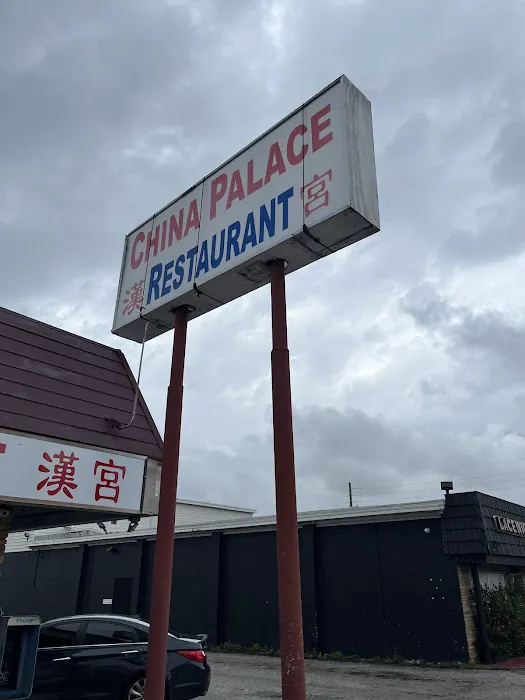 CHINA PALACE
漢 RESTAURANT 宮
漢宮